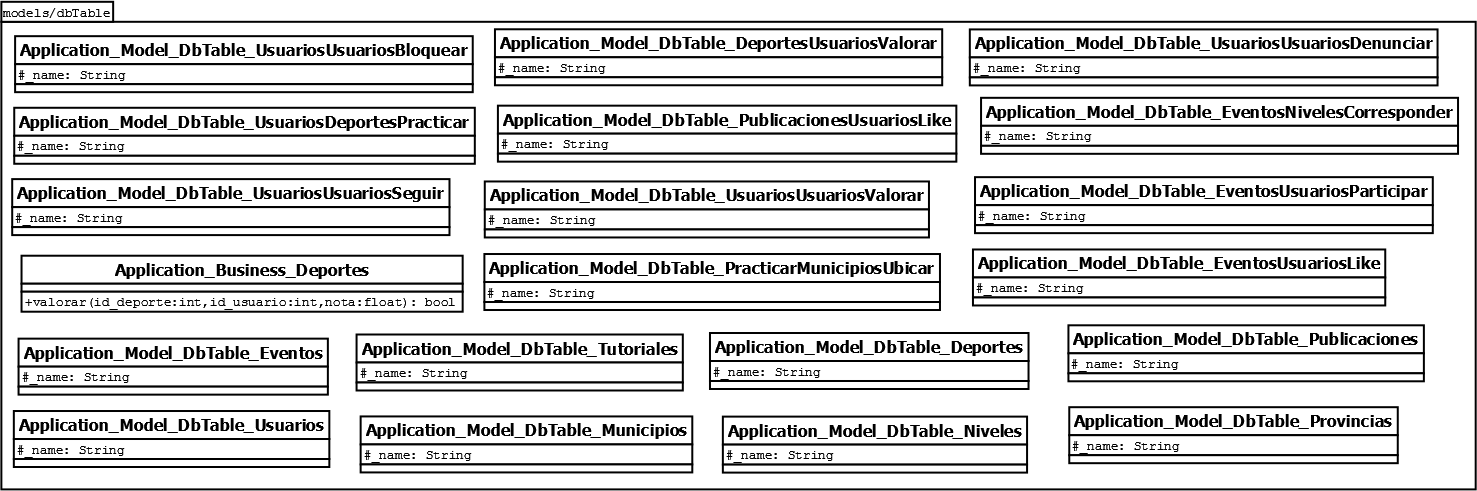 models/dbTable
Application_Model_DbTable_UsuariosUsuariosBloquear
#_name: String
Application_Model_DbTable_DeportesUsuariosValorar
#_name: String
Application_Model_DbTable_UsuariosUsuariosDenunciar
#_name: String
Application_Model_DbTable_UsuariosDeportesPracticar
#_name: String
Application_Model_DbTable_PublicacionesUsuariosLike
#_name: String
Application_Model_DbTable_EventosNivelesCorresponder
#_name: String
Application_Model_DbTable_UsuariosUsuariosSeguir
#_name: String
Application_Model_DbTable_UsuariosUsuariosValorar
#_name: String
Application_Model_DbTable_EventosUsuariosParticipar
#_name: String
Application_Business_Deportes
+valorar(id_deporte:int,id_usuario:int,nota:float): bool
Application_Model_DbTable_PracticarMunicipiosUbicar
#_name: String
Application_Model_DbTable_EventosUsuariosLike
#_name: String
Application_Model_DbTable_Eventos
#_name: String
Application_Model_DbTable_Tutoriales
#_name: String
Application_Model_DbTable_Deportes
#_name: String
Application_Model_DbTable_Publicaciones
#_name: String
Application_Model_DbTable_Usuarios
#_name: String
Application_Model_DbTable_Municipios
#_name: String
Application_Model_DbTable_Niveles
#_name: String
Application_Model_DbTable_Provincias
#_name: String